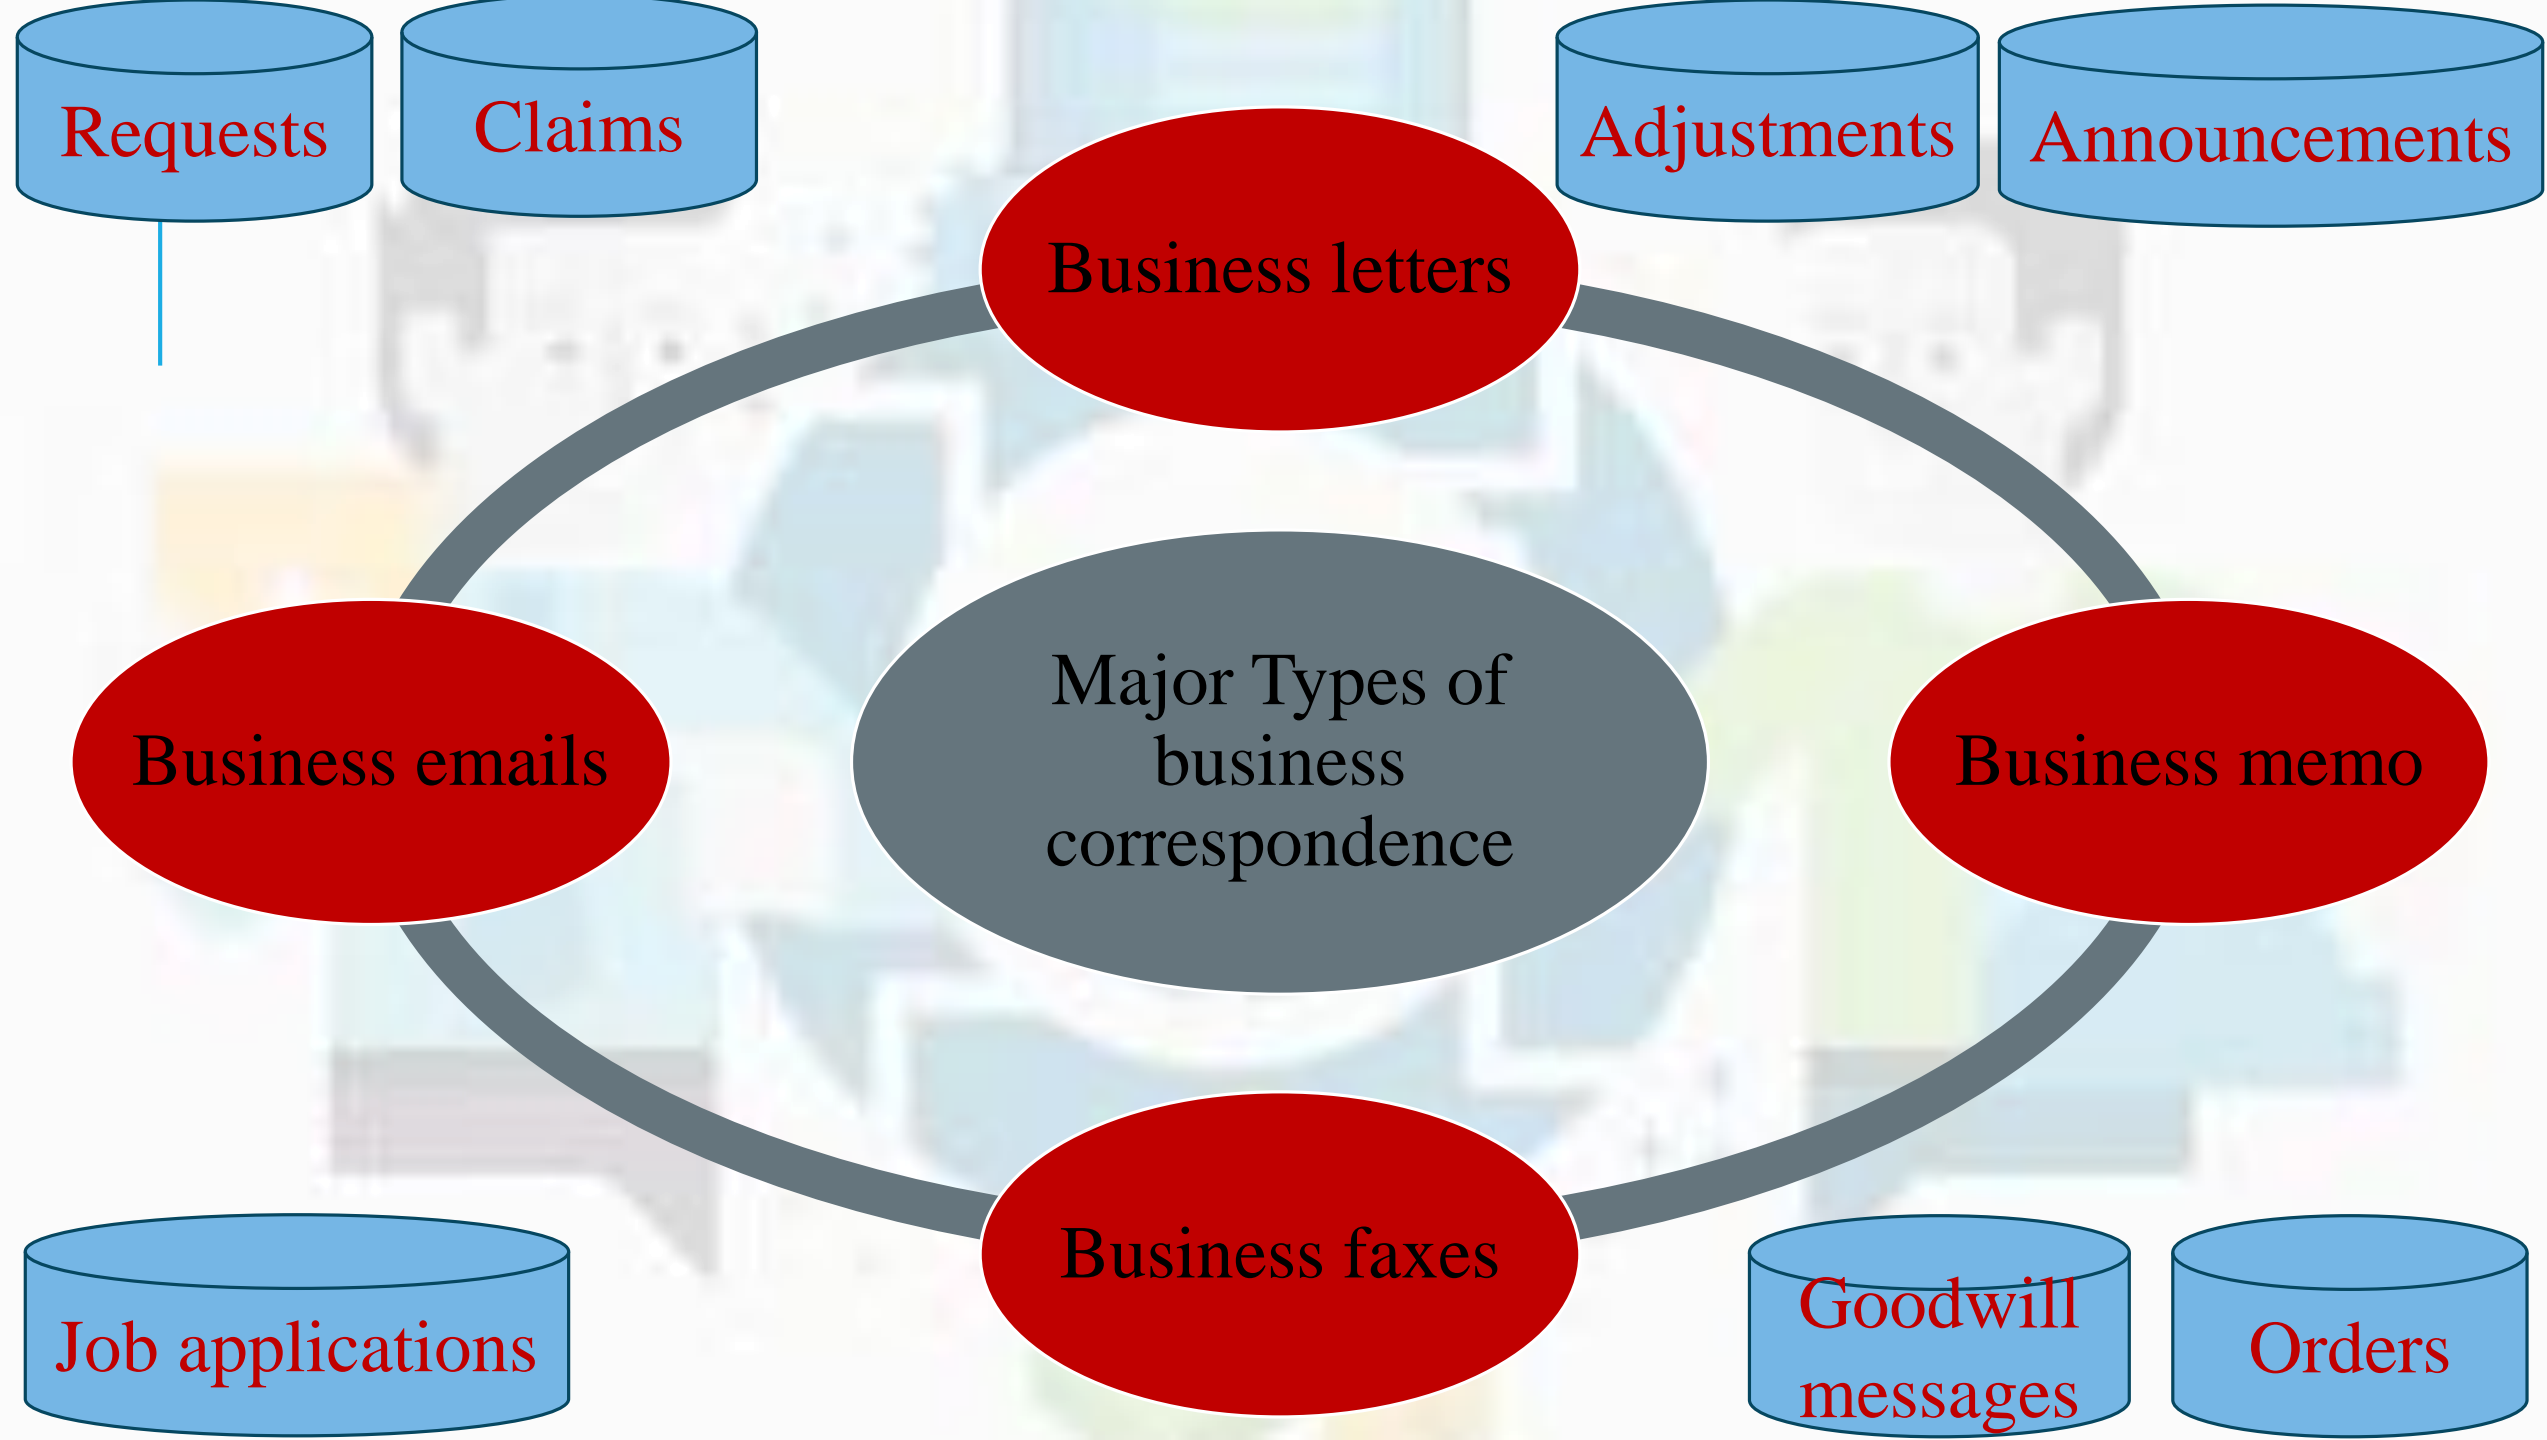 Requests
Claims
Adjustments
Announcements
Business letters
Major Types of
business
correspondence
Business emails
Business memo
Business faxes
Job applications
Goodwill
messages
Orders